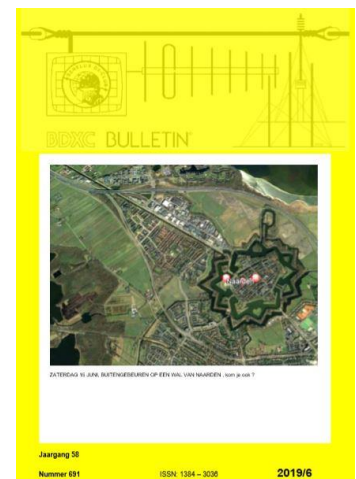 BDXC BULLETIN
Naarden
ZATERDAG 15 JUNI, BUITENGEBEUREN OP EEN WAL VAN NAARDEN , kom je ook ?
Jaargang 58
Nummer 691 ISSN: 1384 – 3036 2019/6